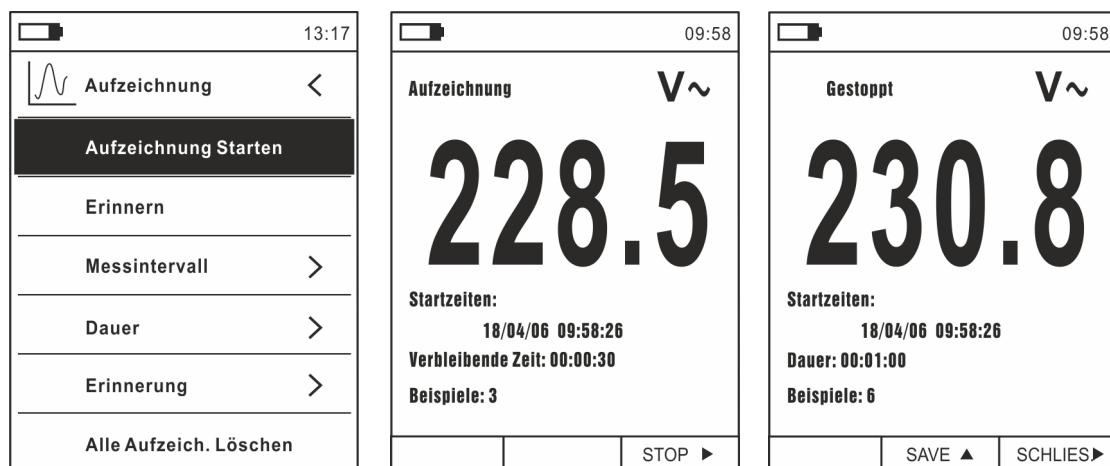 13:17
Aufzeichnung <
Aufzeichnung Starten
Erinnern
Messintervall >
Dauer >
Erinnerung >
Alle Aufzeich. Löschen
09:58
Aufzeichnung V~
228.5
Startzeiten:
18/04/06 09:58:26
Verbleibende Zeit: 00:00:30
Beispiele: 3
STOP ►
09:58
Gestoppt V~
230.8
Startzeiten:
18/04/06 09:58:26
Dauer: 00:01:00
Beispiele: 6
SAVE ▲ SCHLIES►